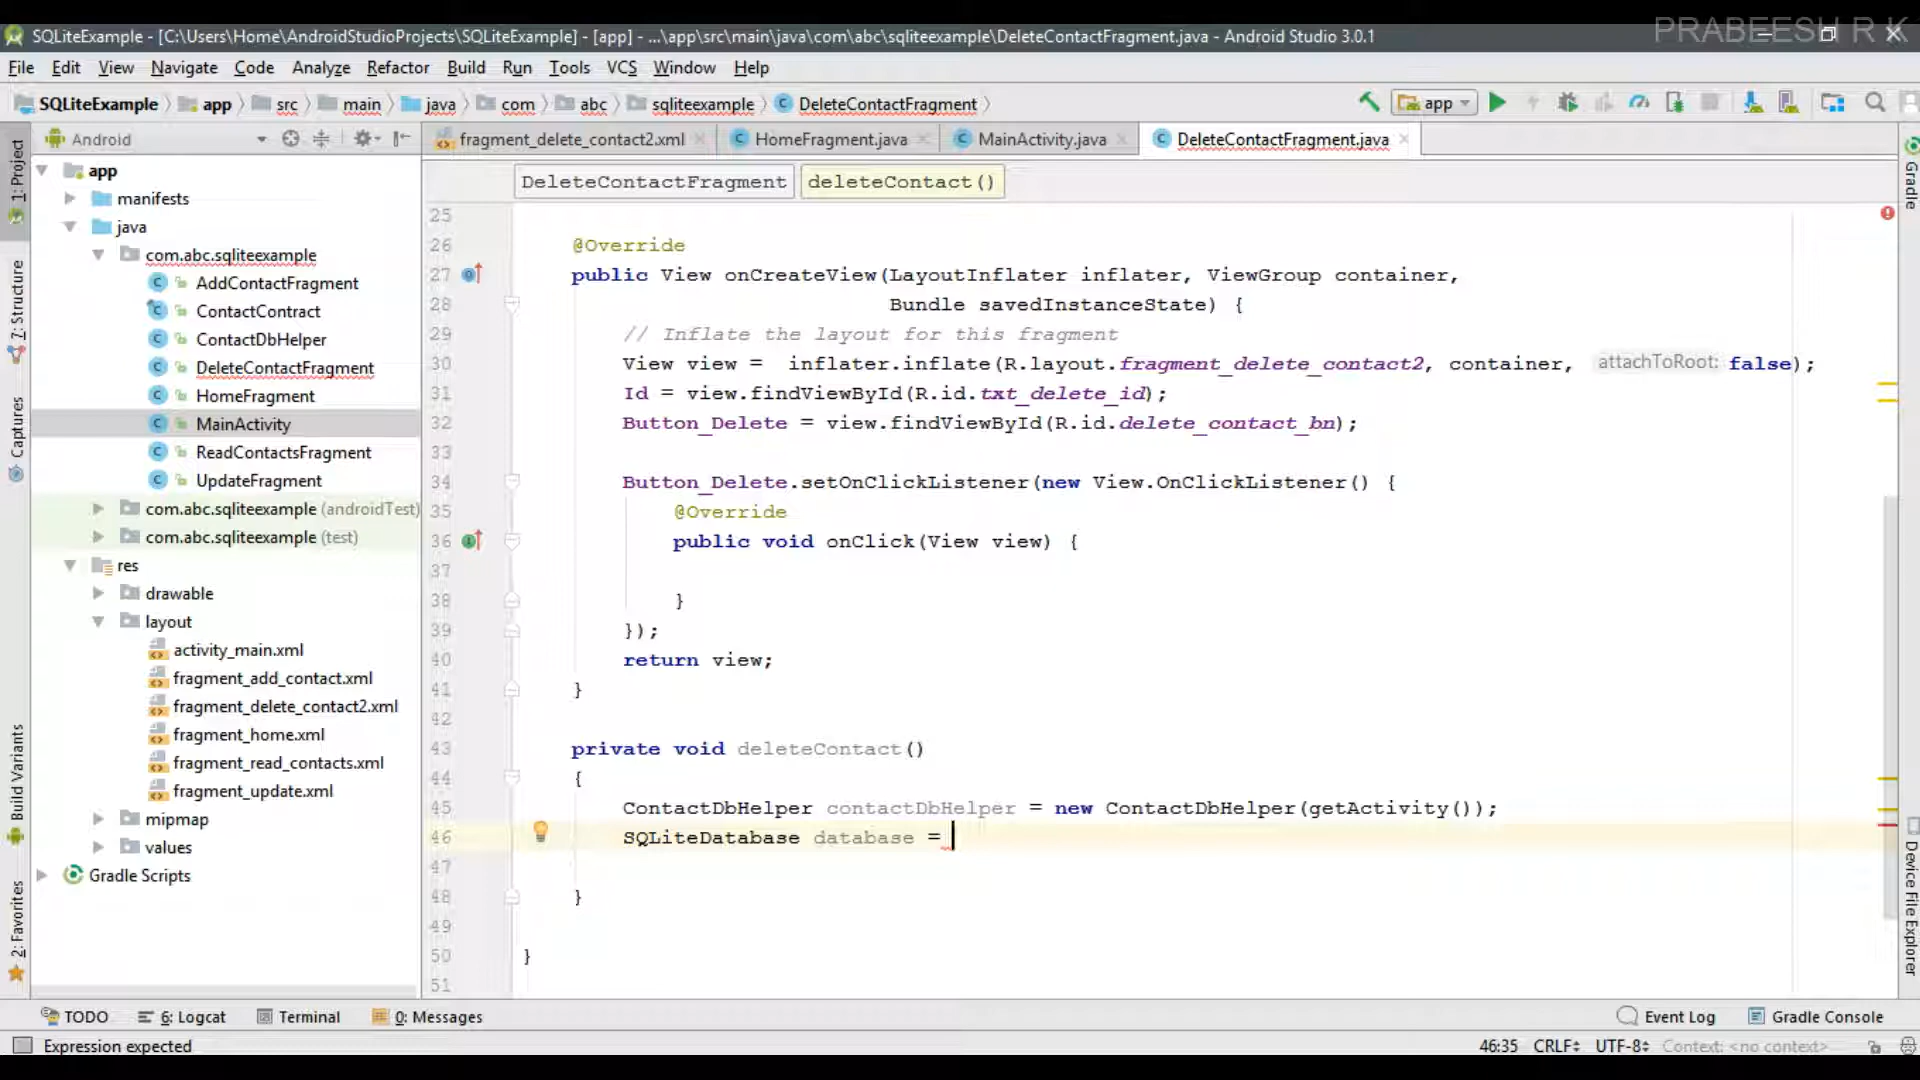 PRABEESH R K
SQLiteExample - [C:\Users\Home\AndroidStudioProjects\SQLiteExample] - [app] - ...\app\src\main\java\com\abc\sqliteexample\DeleteContactFragment.java - Android Studio 3.0.1
File Edit View Navigate Code Analyze Refactor Build Run Tools VCS Window Help
SQLiteExample app src main java com abc sqliteexample DeleteContactFragment app
Android
fragment_delete_contact2.xml HomeFragment.java MainActivity.java DeleteContactFragment.java
DeleteContactFragment deleteContact()
1: Project
7: Structure
Captures
Build Variants
2: Favorites
app
manifests
java
com.abc.sqliteexample
AddContactFragment
ContactContract
ContactDbHelper
DeleteContactFragment
HomeFragment
MainActivity
ReadContactsFragment
UpdateFragment
com.abc.sqliteexample (androidTest)
com.abc.sqliteexample (test)
res
drawable
layout
activity_main.xml
fragment_add_contact.xml
fragment_delete_contact2.xml
fragment_home.xml
fragment_read_contacts.xml
fragment_update.xml
mipmap
values
Gradle Scripts
25
26 @Override
27 public View onCreateView(LayoutInflater inflater, ViewGroup container,
28 Bundle savedInstanceState) {
29 // Inflate the layout for this fragment
30 View view = inflater.inflate(R.layout.fragment_delete_contact2, container, attachToRoot: false);
31 Id = view.findViewById(R.id.txt_delete_id);
32 Button_Delete = view.findViewById(R.id.delete_contact_bn);
33
34 Button_Delete.setOnClickListener(new View.OnClickListener() {
35 @Override
36 public void onClick(View view) {
37
38 }
39 });
40 return view;
41 }
42
43 private void deleteContact()
44 {
45 ContactDbHelper contactDbHelper = new ContactDbHelper(getActivity());
46 SQLiteDatabase database =
47
48 }
49
50 }
51
Gradle
Device File Explorer
TODO 6: Logcat Terminal 0: Messages Event Log Gradle Console
Expression expected 46:35 CRLF UTF-8 Context: <no context>